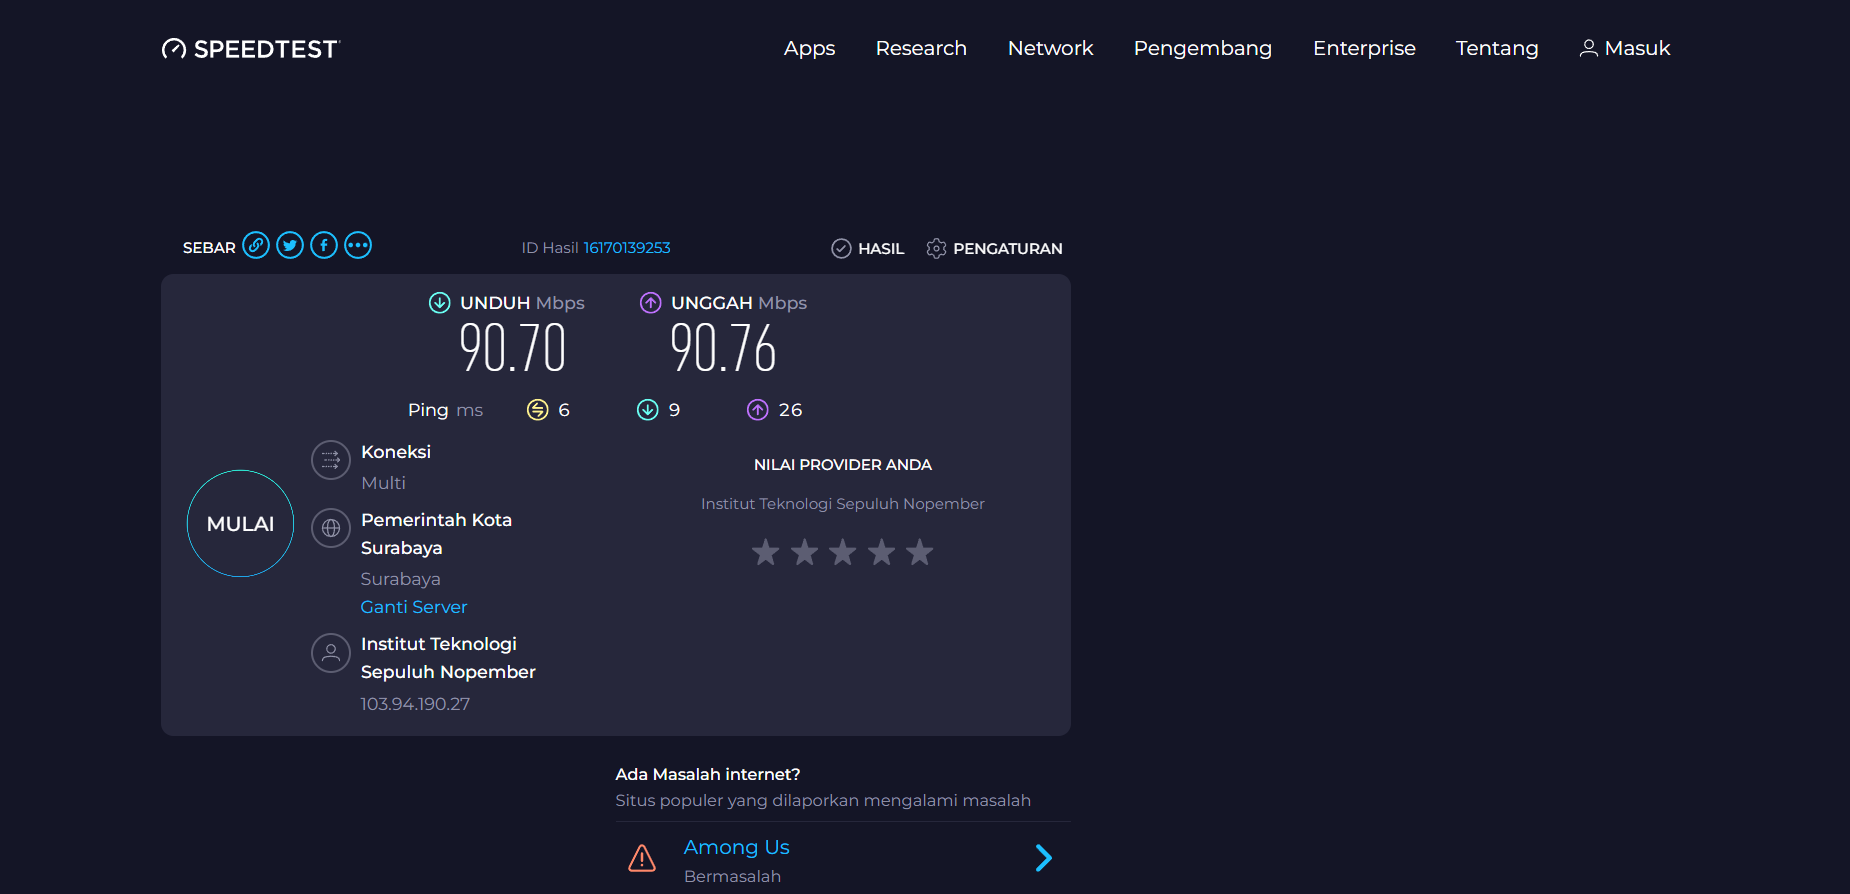 SPEEDTEST
Apps Research Network Pengembang Enterprise Tentang Masuk
SEBAR
ID Hasil 16170139253
HASIL PENGATURAN
UNDUH Mbps
90.70
UNGGAH Mbps
90.76
Ping ms 6 9 26
MULAI
Koneksi
Multi
Pemerintah Kota
Surabaya
Surabaya
Ganti Server
Institut Teknologi
Sepuluh Nopember
103.94.190.27
NILAI PROVIDER ANDA
Institut Teknologi Sepuluh Nopember
Ada Masalah internet?
Situs populer yang dilaporkan mengalami masalah
Among Us
Bermasalah